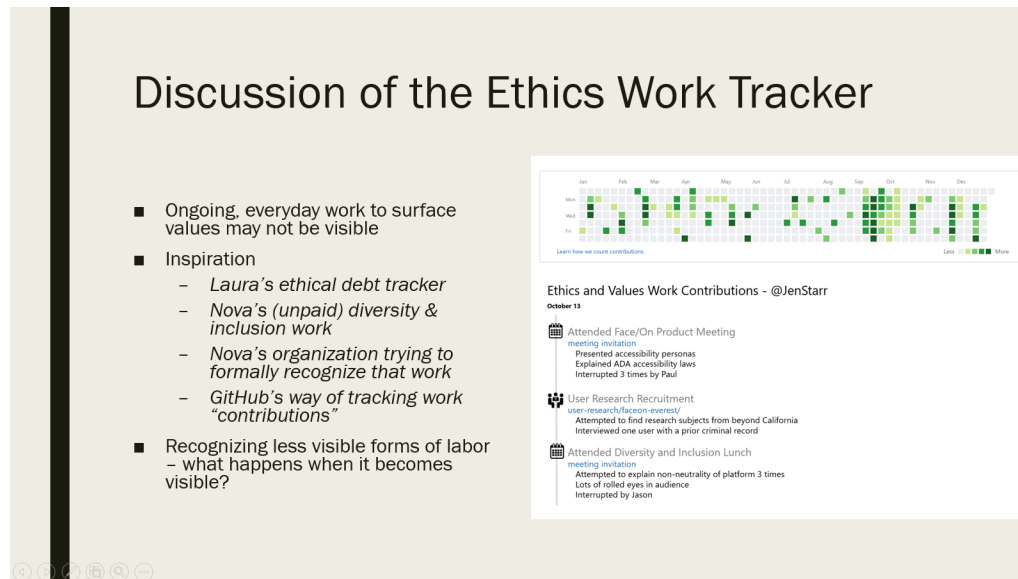 Discussion of the Ethics Work Tracker
■ Ongoing, everyday work to surface
values may not be visible
■ Inspiration
– Laura’s ethical debt tracker
– Nova’s (unpaid) diversity &
inclusion work
– Nova’s organization trying to
formally recognize that work
– GitHub’s way of tracking work
“contributions”
■ Recognizing less visible forms of labor
– what happens when it becomes
visible?
Jan Feb Mar Apr May Jun Jul Aug Sep Oct Nov Dec
Mon
Wed
Fri
Learn how we count contributions. Less More
Ethics and Values Work Contributions - @JenStarr
October 13
Attended Face/On Product Meeting
meeting invitation
Presented accessibility personas
Explained ADA accessibility laws
Interrupted 3 times by Paul
User Research Recruitment
user-research/faceon-everest/
Attempted to find research subjects from beyond California
Interviewed one user with a prior criminal record
Attended Diversity and Inclusion Lunch
meeting invitation
Attempted to explain non-neutrality of platform 3 times
Lots of rolled eyes in audience
Interrupted by Jason